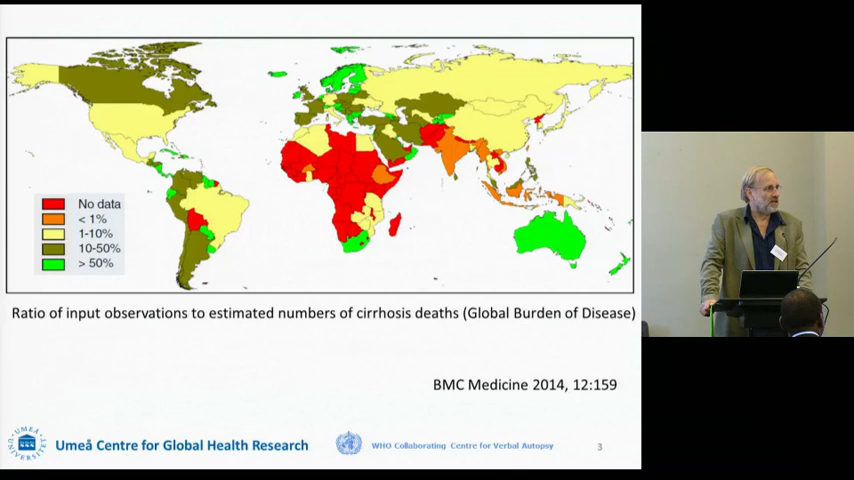 No data
< 1%
1-10%
10-50%
> 50%
Ratio of input observations to estimated numbers of cirrhosis deaths (Global Burden of Disease)
BMC Medicine 2014, 12:159
UMEÅ UNIVERSITET
Umeå Centre for Global Health Research
WHO Collaborating Centre for Verbal Autopsy
3